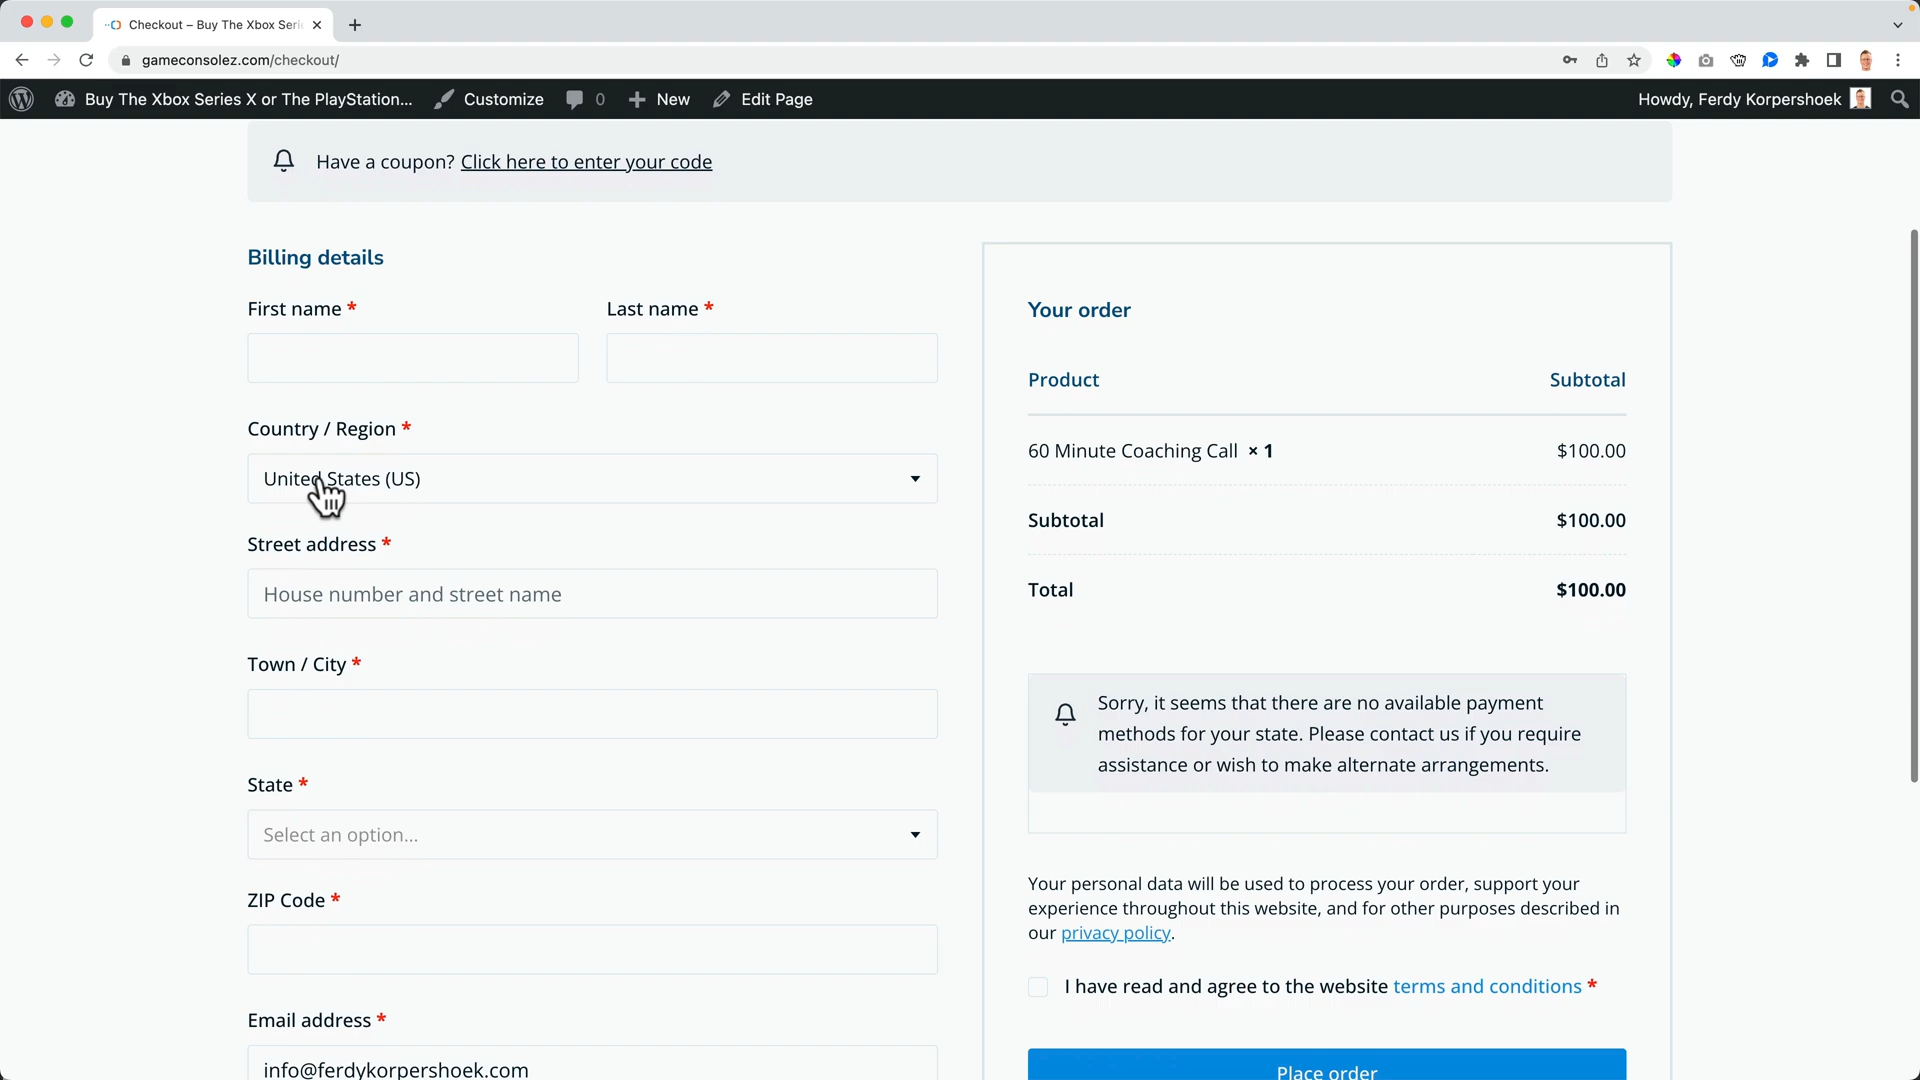 Checkout – Buy The Xbox Seri
gameconsolez.com/checkout/
Buy The Xbox Series X or The PlayStation...
Customize
0
New
Edit Page
Howdy, Ferdy Korpershoek
Have a coupon? Click here to enter your code
Billing details
First name *
Last name *
Country / Region *
United States (US)
Street address *
House number and street name
Town / City *
State *
Select an option...
ZIP Code *
Email address *
info@ferdykorpershoek.com
Your order
Product
Subtotal
60 Minute Coaching Call × 1
$100.00
Subtotal
$100.00
Total
$100.00
Sorry, it seems that there are no available payment
methods for your state. Please contact us if you require
assistance or wish to make alternate arrangements.
Your personal data will be used to process your order, support your
experience throughout this website, and for other purposes described in
our privacy policy.
I have read and agree to the website terms and conditions *
Place order